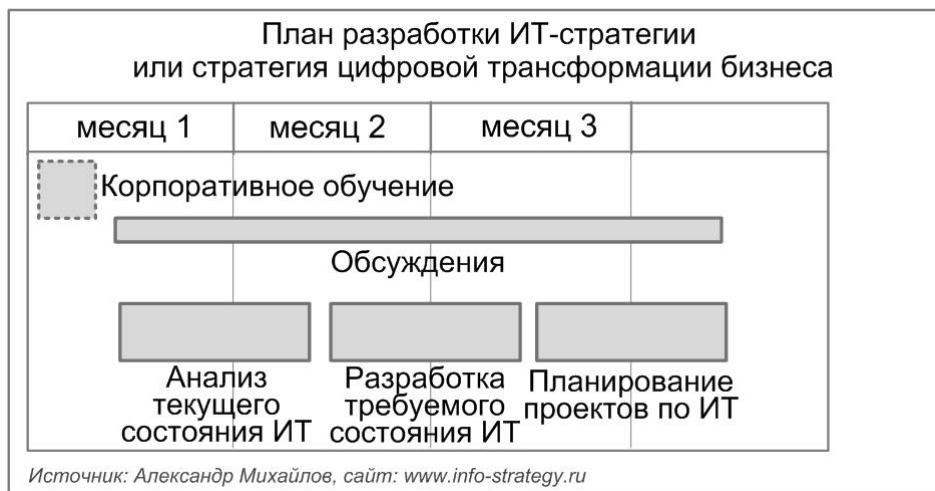 План разработки ИТ-стратегии
или стратегия цифровой трансформации бизнеса
месяц 1
месяц 2
месяц 3
Корпоративное обучение
Обсуждения
Анализ
текущего
состояния ИТ
Разработка
требуемого
состояния ИТ
Планирование
проектов по ИТ
Источник: Александр Михайлов, сайт: www.info-strategy.ru